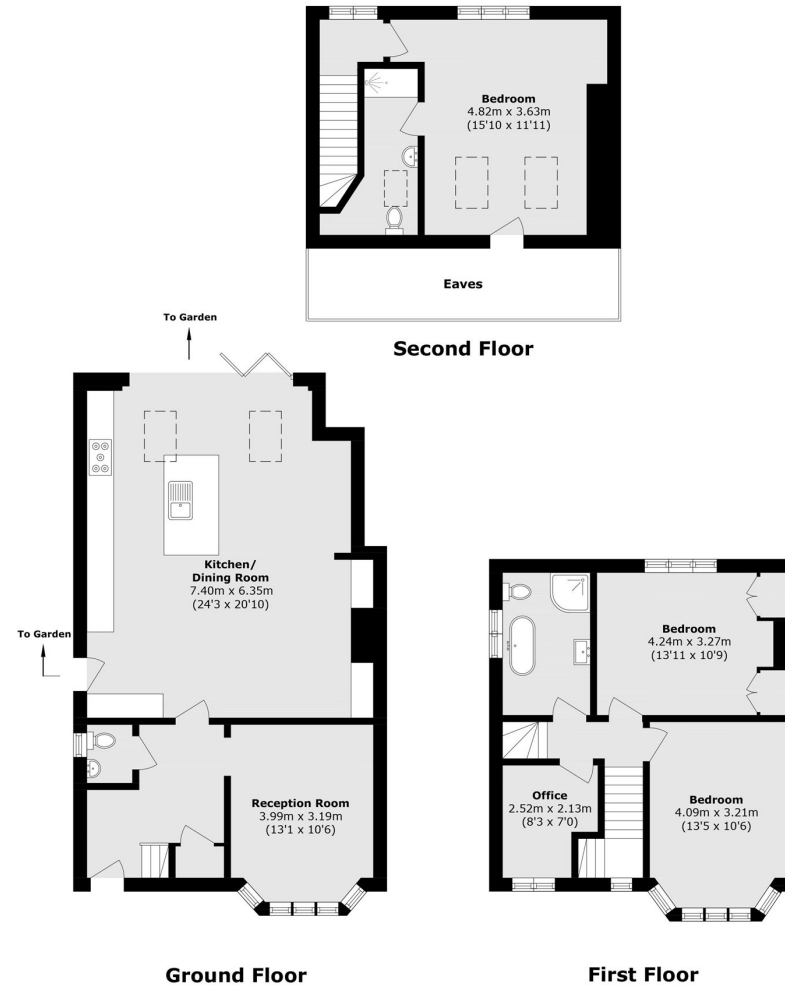 Bedroom
4.82m x 3.63m
(15'10 x 11'11)
Eaves
Second Floor
To Garden
Kitchen/
Dining Room
7.40m x 6.35m
(24'3 x 20'10)
To Garden
Reception Room
3.99m x 3.19m
(13'1 x 10'6)
Ground Floor
Bedroom
4.24m x 3.27m
(13'11 x 10'9)
Office
2.52m x 2.13m
(8'3 x 7'0)
Bedroom
4.09m x 3.21m
(13'5 x 10'6)
First Floor